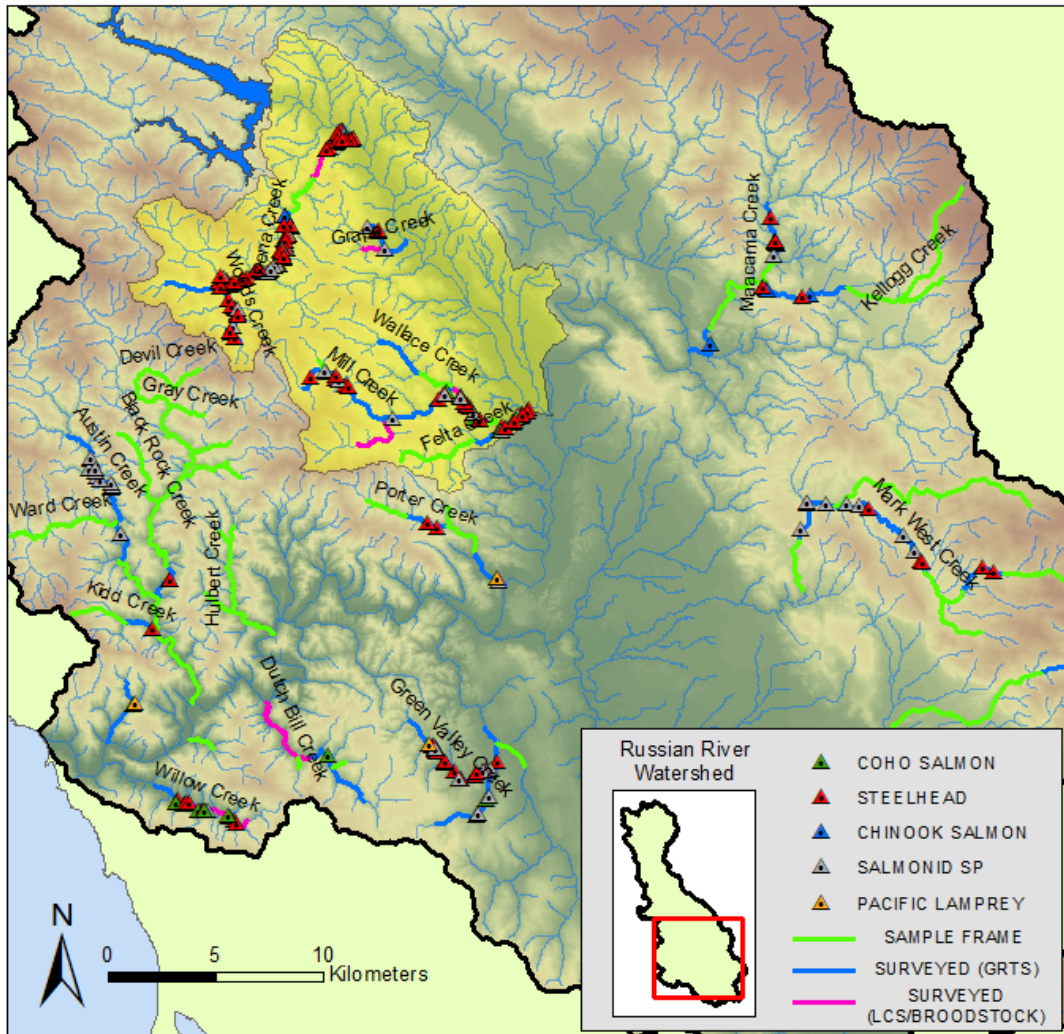 Grape Creek
Woods Creek
Maacama Creek
Kellogg Creek
Wallace Creek
Mill Creek
Devil Creek
Gray Creek
Black Rock Creek
Austin Creek
Felta Creek
Ward Creek
Porter Creek
Mark West Creek
Hulbert Creek
Kidd Creek
Dutch Bill Creek
Green Valley Creek
Willow Creek
N
0 5 10
Kilometers
Russian River
Watershed
COHO SALMON
STEELHEAD
CHINOOK SALMON
SALMONID SP
PACIFIC LAMPREY
SAMPLE FRAME
SURVEYED (GRTS)
SURVEYED
(LCS/BROODSTOCK)